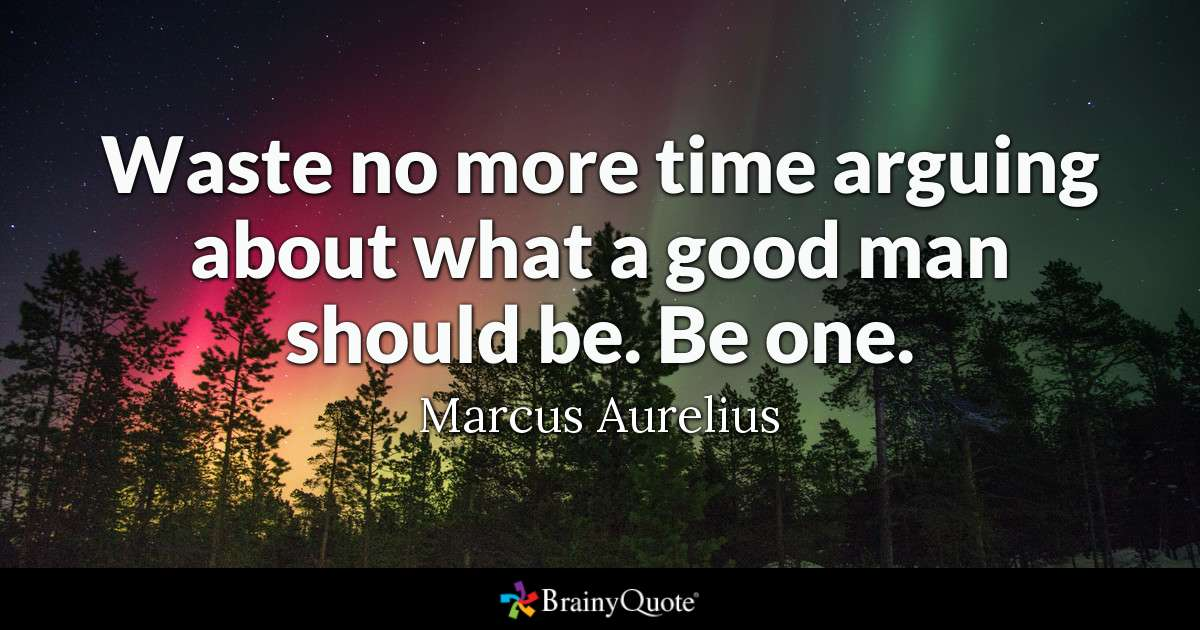 Waste no more time arguing
about what a good man
should be. Be one.
Marcus Aurelius
BrainyQuote®